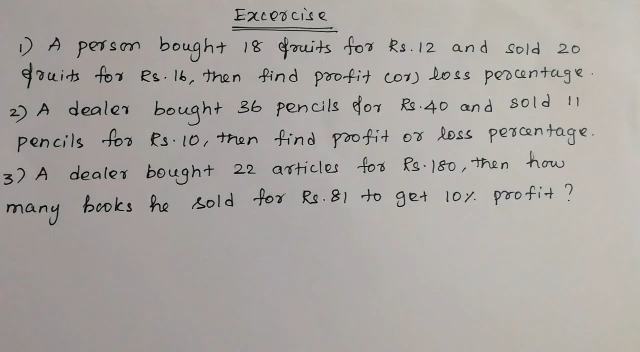 Excercise
1) A person bought 18 fruits for Rs.12 and sold 20
fruits for Rs.16, then find profit (or) loss percentage.
2) A dealer bought 36 pencils for Rs.40 and sold 11
pencils for Rs.10, then find profit or loss percentage.
3) A dealer bought 22 articles for Rs.180, then how
many books he sold for Rs.81 to get 10% profit?